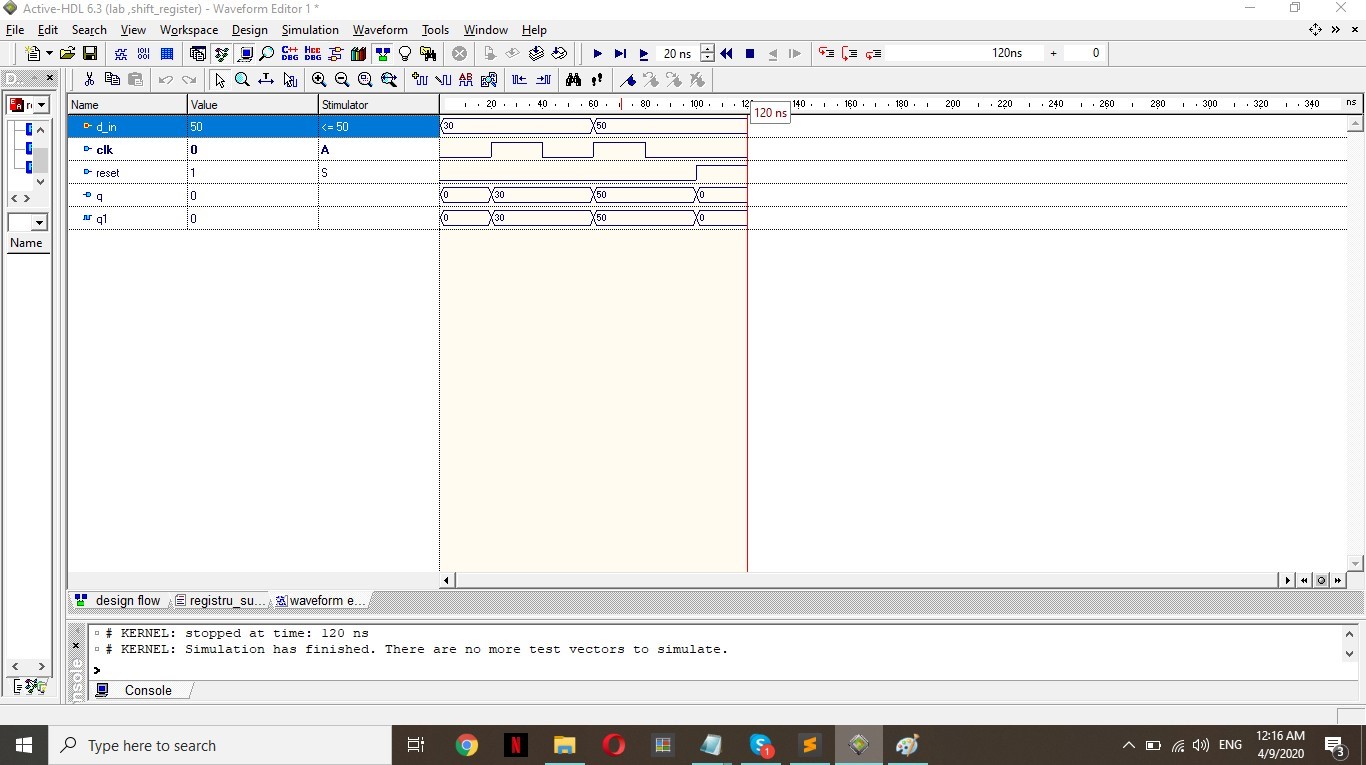 Active-HDL 6.3 (lab ,shift_register) - Waveform Editor 1 *
File Edit Search View Workspace Design Simulation Waveform Tools Window Help
C++ DBG HDL DBG 20 ns 120ns + 0
D...
Name Value Stimulator 20 40 60 80 100 120 140 160 180 200 220 240 260 280 300 320 340 ns
120 ns
d_in 50 <= 50 30 50
clk 0 A
reset 1 S
q 0 0 30 50 0
q1 0 0 30 50 0
Name
design flow registru_su... waveform e...
# KERNEL: stopped at time: 120 ns
# KERNEL: Simulation has finished. There are no more test vectors to simulate.
>
Console
Type here to search
ENG 12:16 AM
4/9/2020
3